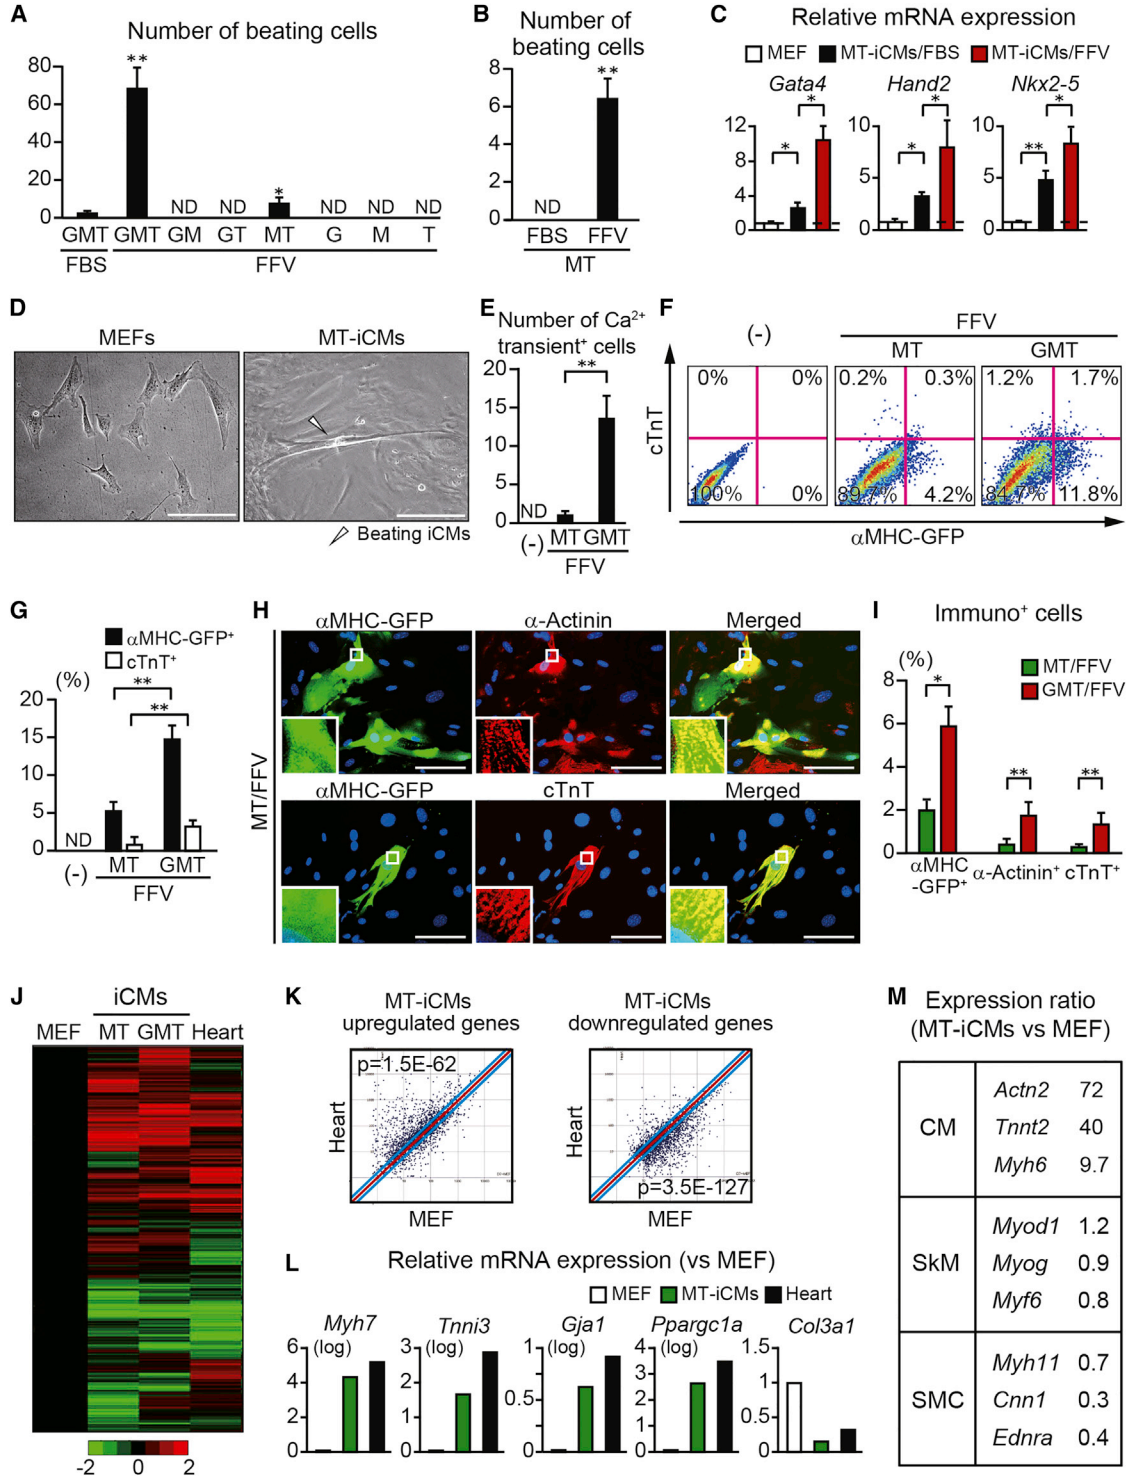 A
Number of beating cells
80
60
40
20
0
**
ND
ND
*
ND
ND
ND
GMT
GMT
GM
GT
MT
G
M
T
FBS
FFV
B
Number of
beating cells
8
6
4
2
0
**
ND
FBS
FFV
MT
C
Relative mRNA expression
MEF
MT-iCMs/FBS
MT-iCMs/FFV
Gata4
Hand2
Nkx2-5
12
8
4
0
*
*
10
5
0
*
*
10
5
0
**
*
D
MEFs
MT-iCMs
Beating iCMs
E
Number of Ca2+
transient+ cells
20
15
10
5
0
**
ND
(-)
MT
GMT
FFV
F
(-)
FFV
MT
GMT
cTnT
0%
0%
100%
0%
0.2%
0.3%
89.7%
4.2%
1.2%
1.7%
84.7%
11.8%
αMHC-GFP
G
αMHC-GFP+
cTnT+
(%)
20
15
10
5
0
**
**
ND
(-)
MT
GMT
FFV
H
MT/FFV
αMHC-GFP
α-Actinin
Merged
αMHC-GFP
cTnT
Merged
I
Immuno+ cells
(%)
MT/FFV
GMT/FFV
8
6
4
2
0
*
**
**
αMHC
-GFP+
α-Actinin+
cTnT+
J
iCMs
MEF
MT
GMT
Heart
-2
0
2
K
MT-iCMs
upregulated genes
p=1.5E-62
Heart
MEF
MT-iCMs
downregulated genes
p=3.5E-127
Heart
MEF
L
Relative mRNA expression (vs MEF)
MEF
MT-iCMs
Heart
Myh7
Tnni3
Gja1
Ppargc1a
Col3a1
6
4
2
0
(log)
3
2
1
0
(log)
1
0.5
0
(log)
4
3
2
1
0
(log)
1.5
1
0.5
0
M
Expression ratio
(MT-iCMs vs MEF)
CM
Actn2 72
Tnnt2 40
Myh6 9.7
SkM
Myod1 1.2
Myog 0.9
Myf6 0.8
SMC
Myh11 0.7
Cnn1 0.3
Ednra 0.4